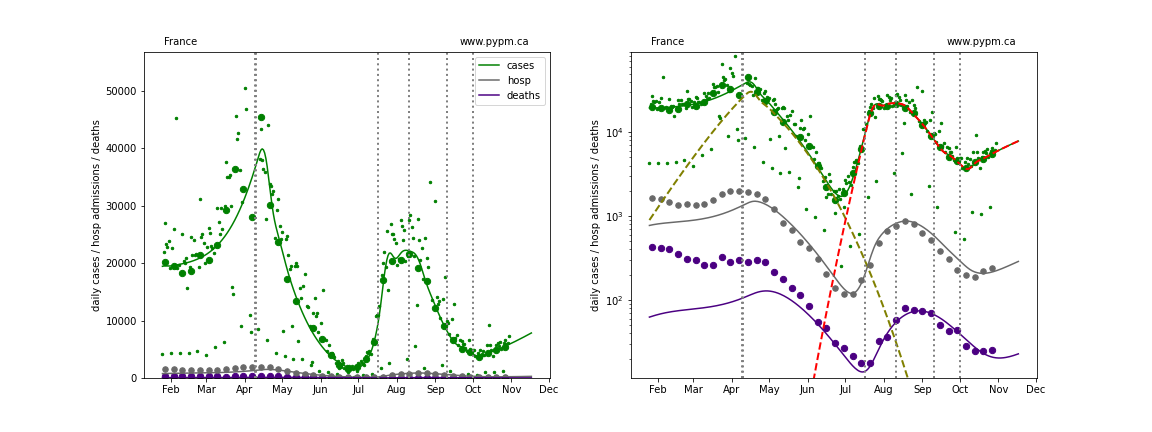 France www.pypm.ca
cases
hosp
deaths
daily cases / hosp admissions / deaths
50000
40000
30000
20000
10000
0
Feb Mar Apr May Jun Jul Aug Sep Oct Nov Dec
France www.pypm.ca
daily cases / hosp admissions / deaths
10⁴
10³
10²
Feb Mar Apr May Jun Jul Aug Sep Oct Nov Dec